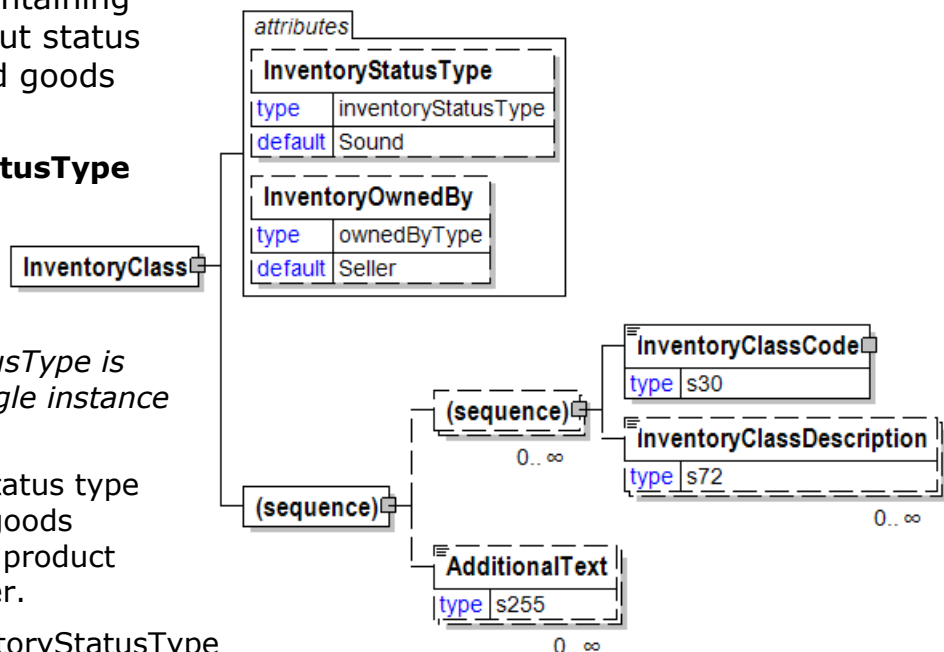 ntaining
ut status
d goods
tusType
usType is
gle instance
tatus type
goods
product
er.
toryStatusType
attributes
InventoryStatusType
type inventoryStatusType
default Sound
InventoryOwnedBy
type ownedByType
default Seller
InventoryClass
(sequence)
(sequence)
0.. ∞
InventoryClassCode
type s30
InventoryClassDescription
type s72
0.. ∞
AdditionalText
type s255
0.. ∞